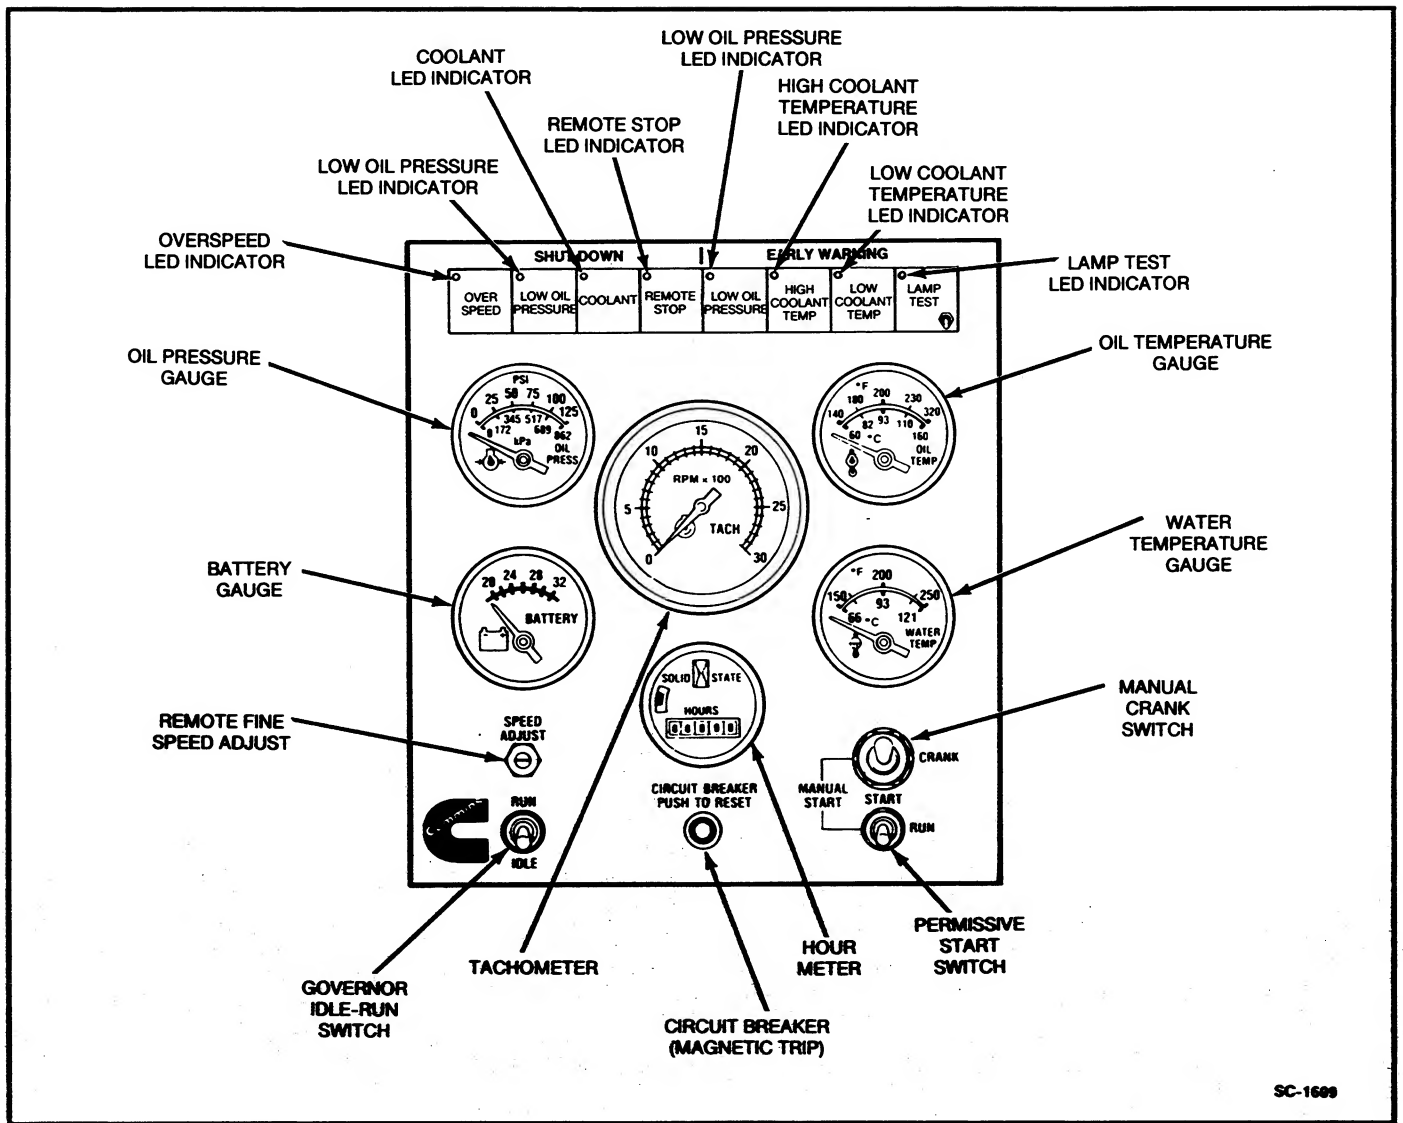 LOW OIL PRESSURE
LED INDICATOR
COOLANT
LED INDICATOR
HIGH COOLANT
TEMPERATURE
LED INDICATOR
REMOTE STOP
LED INDICATOR
LOW OIL PRESSURE
LED INDICATOR
LOW COOLANT
TEMPERATURE
LED INDICATOR
OVERSPEED
LED INDICATOR
LAMP TEST
LED INDICATOR
SHUTDOWN
EARLY WARNING
OVER
SPEED
LOW OIL
PRESSURE
COOLANT
REMOTE
STOP
LOW OIL
PRESSURE
HIGH
COOLANT
TEMP
LOW
COOLANT
TEMP
LAMP
TEST
OIL PRESSURE
GAUGE
PSI
0 25 50 75 100 125
0 172 345 517 689 862
kPa
OIL
PRESS
15
10 20
RPM x 100
5 25
TACH
0 30
OIL TEMPERATURE
GAUGE
°F
140 180 200 230 320
60 82 93 110 160
°C
OIL
TEMP
BATTERY
GAUGE
20 24 28 32
BATTERY
WATER
TEMPERATURE
GAUGE
°F
150 200 250
66 93 121
°C
WATER
TEMP
REMOTE FINE
SPEED ADJUST
SPEED
ADJUST
SOLID STATE
HOURS
MANUAL
CRANK
SWITCH
CRANK
MANUAL
START
START
RUN
CIRCUIT BREAKER
PUSH TO RESET
RUN
IDLE
GOVERNOR
IDLE-RUN
SWITCH
TACHOMETER
CIRCUIT BREAKER
(MAGNETIC TRIP)
HOUR
METER
PERMISSIVE
START
SWITCH
SC-1609